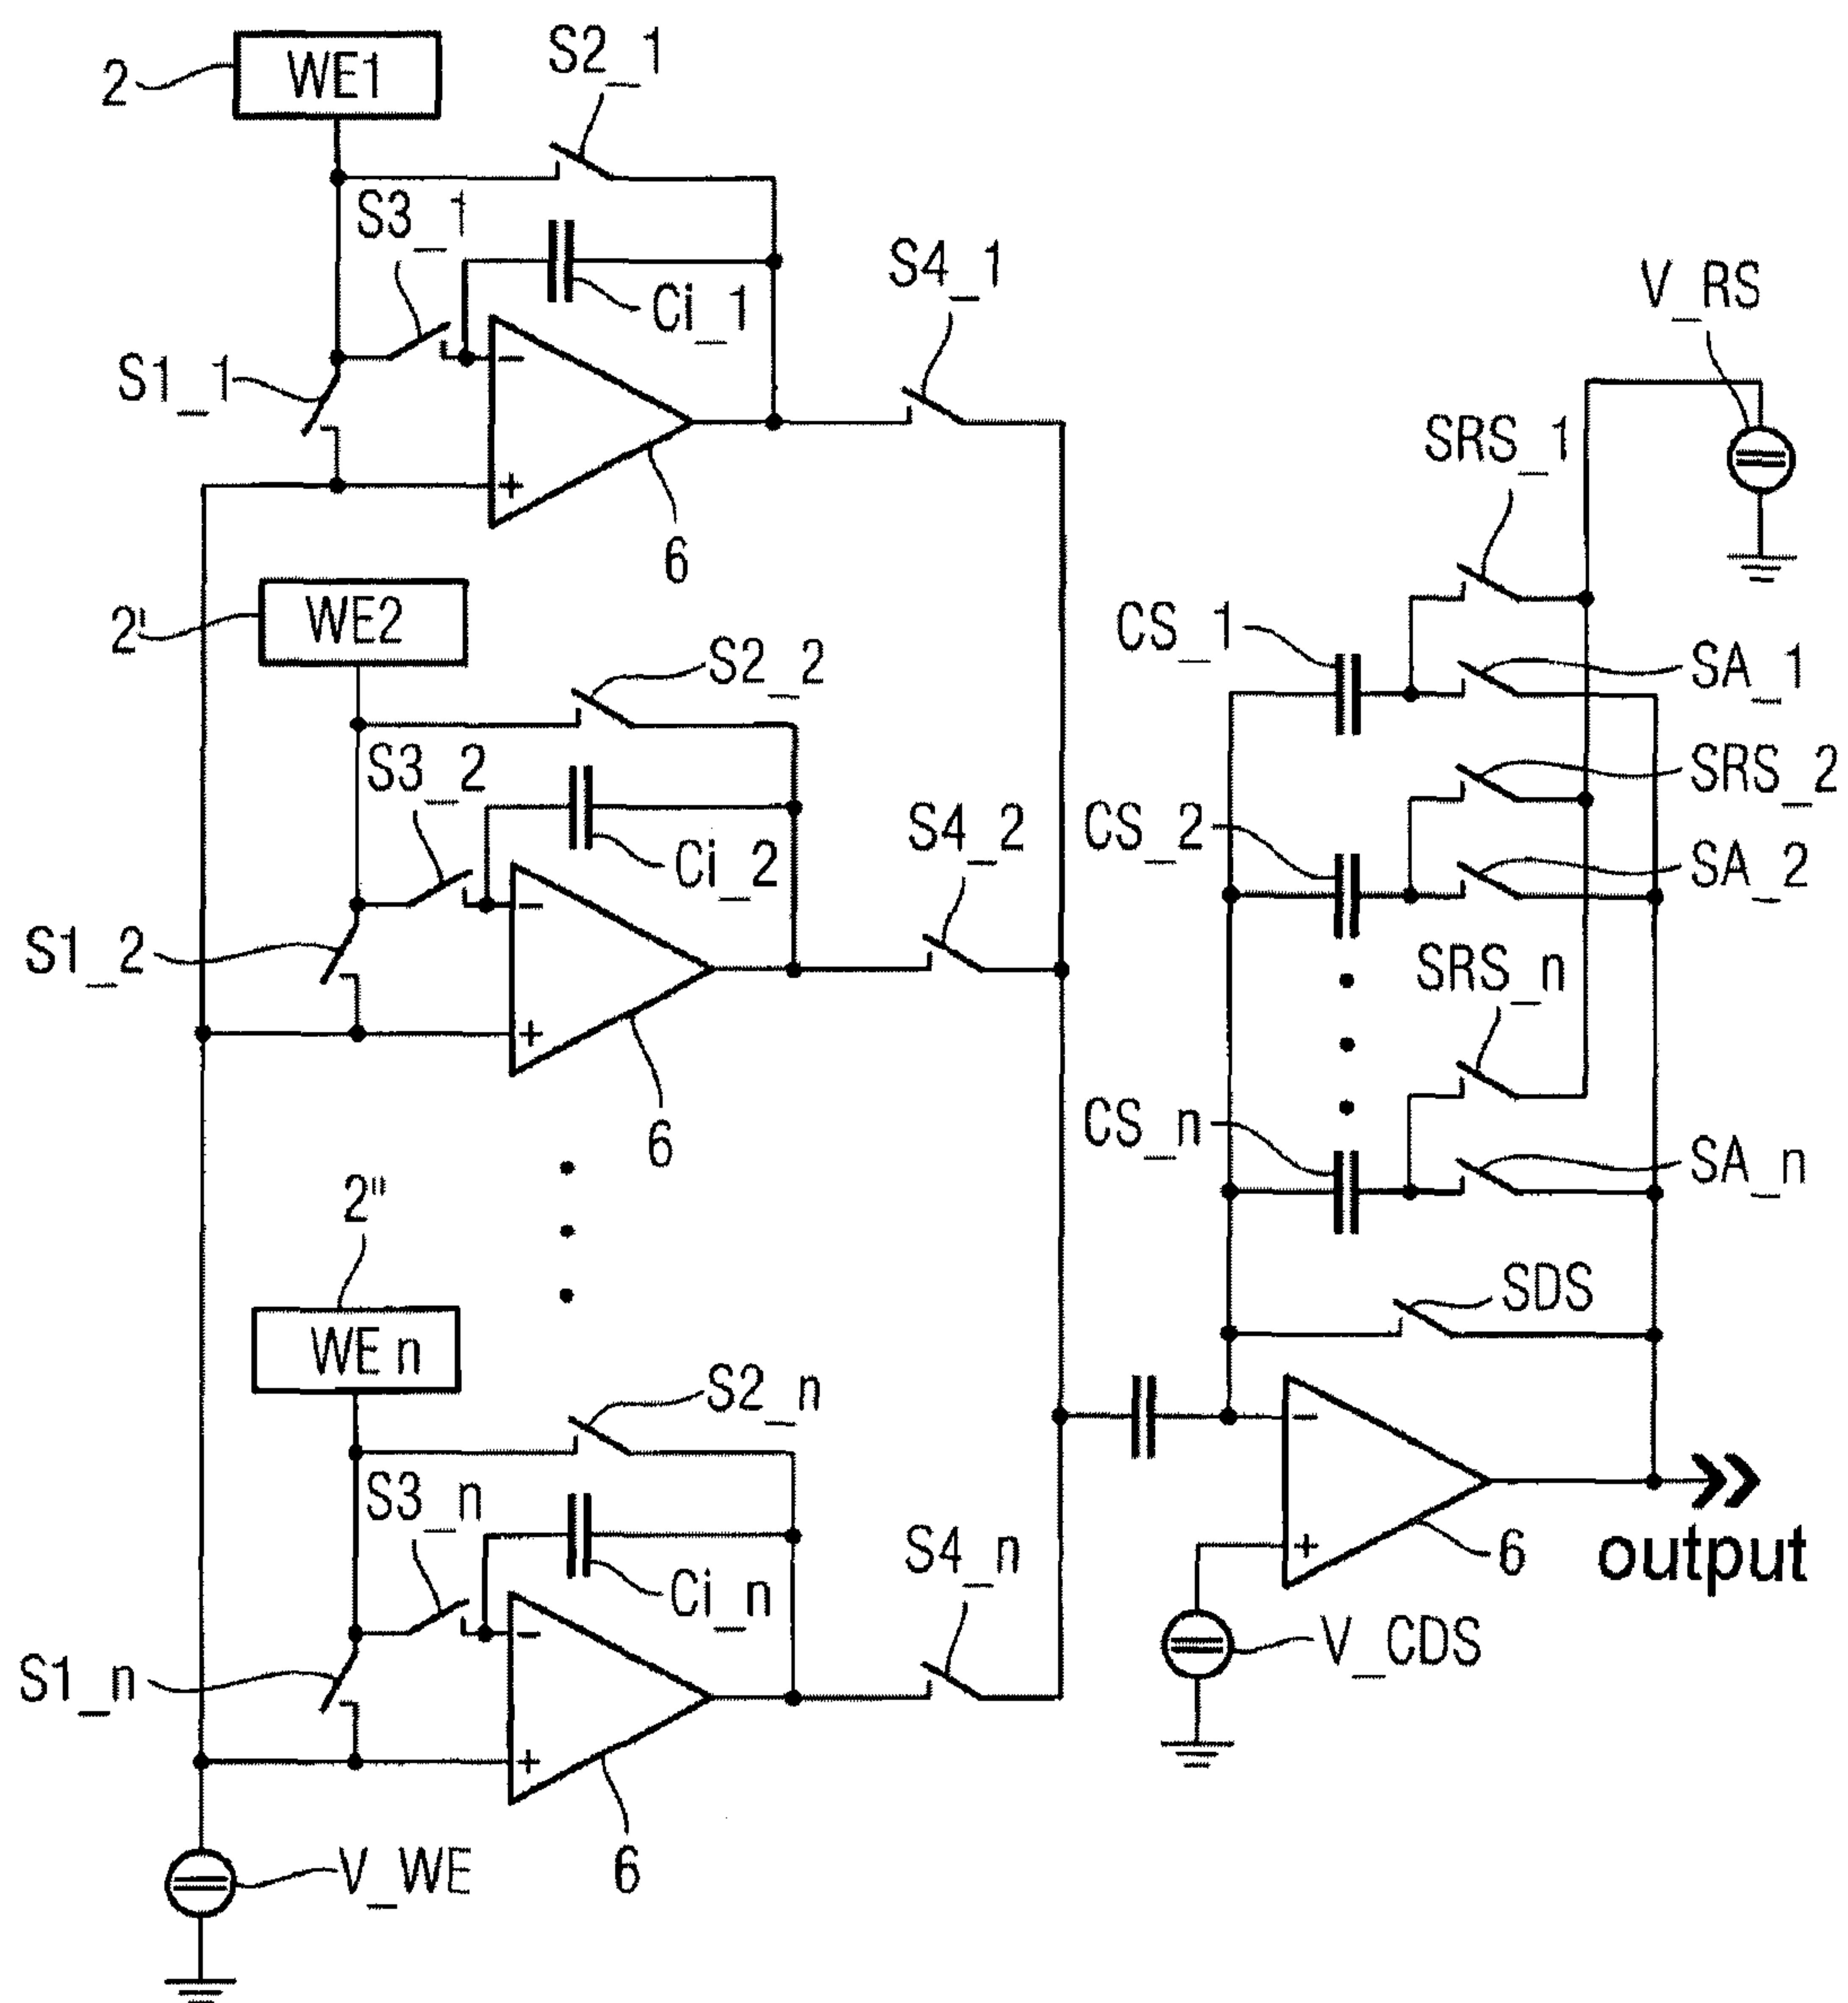 2
WE1
S2_1
S3_1
Ci_1
S4_1
V_RS
S1_1
−
+
6
SRS_1
2'
WE2
S2_2
CS_1
SA_1
S3_2
Ci_2
S4_2
CS_2
SRS_2
SA_2
S1_2
−
+
6
SRS_n
CS_n
SA_n
2"
WE n
S2_n
SDS
S3_n
Ci_n
S4_n
−
+
6
output
S1_n
−
+
6
V_CDS
V_WE